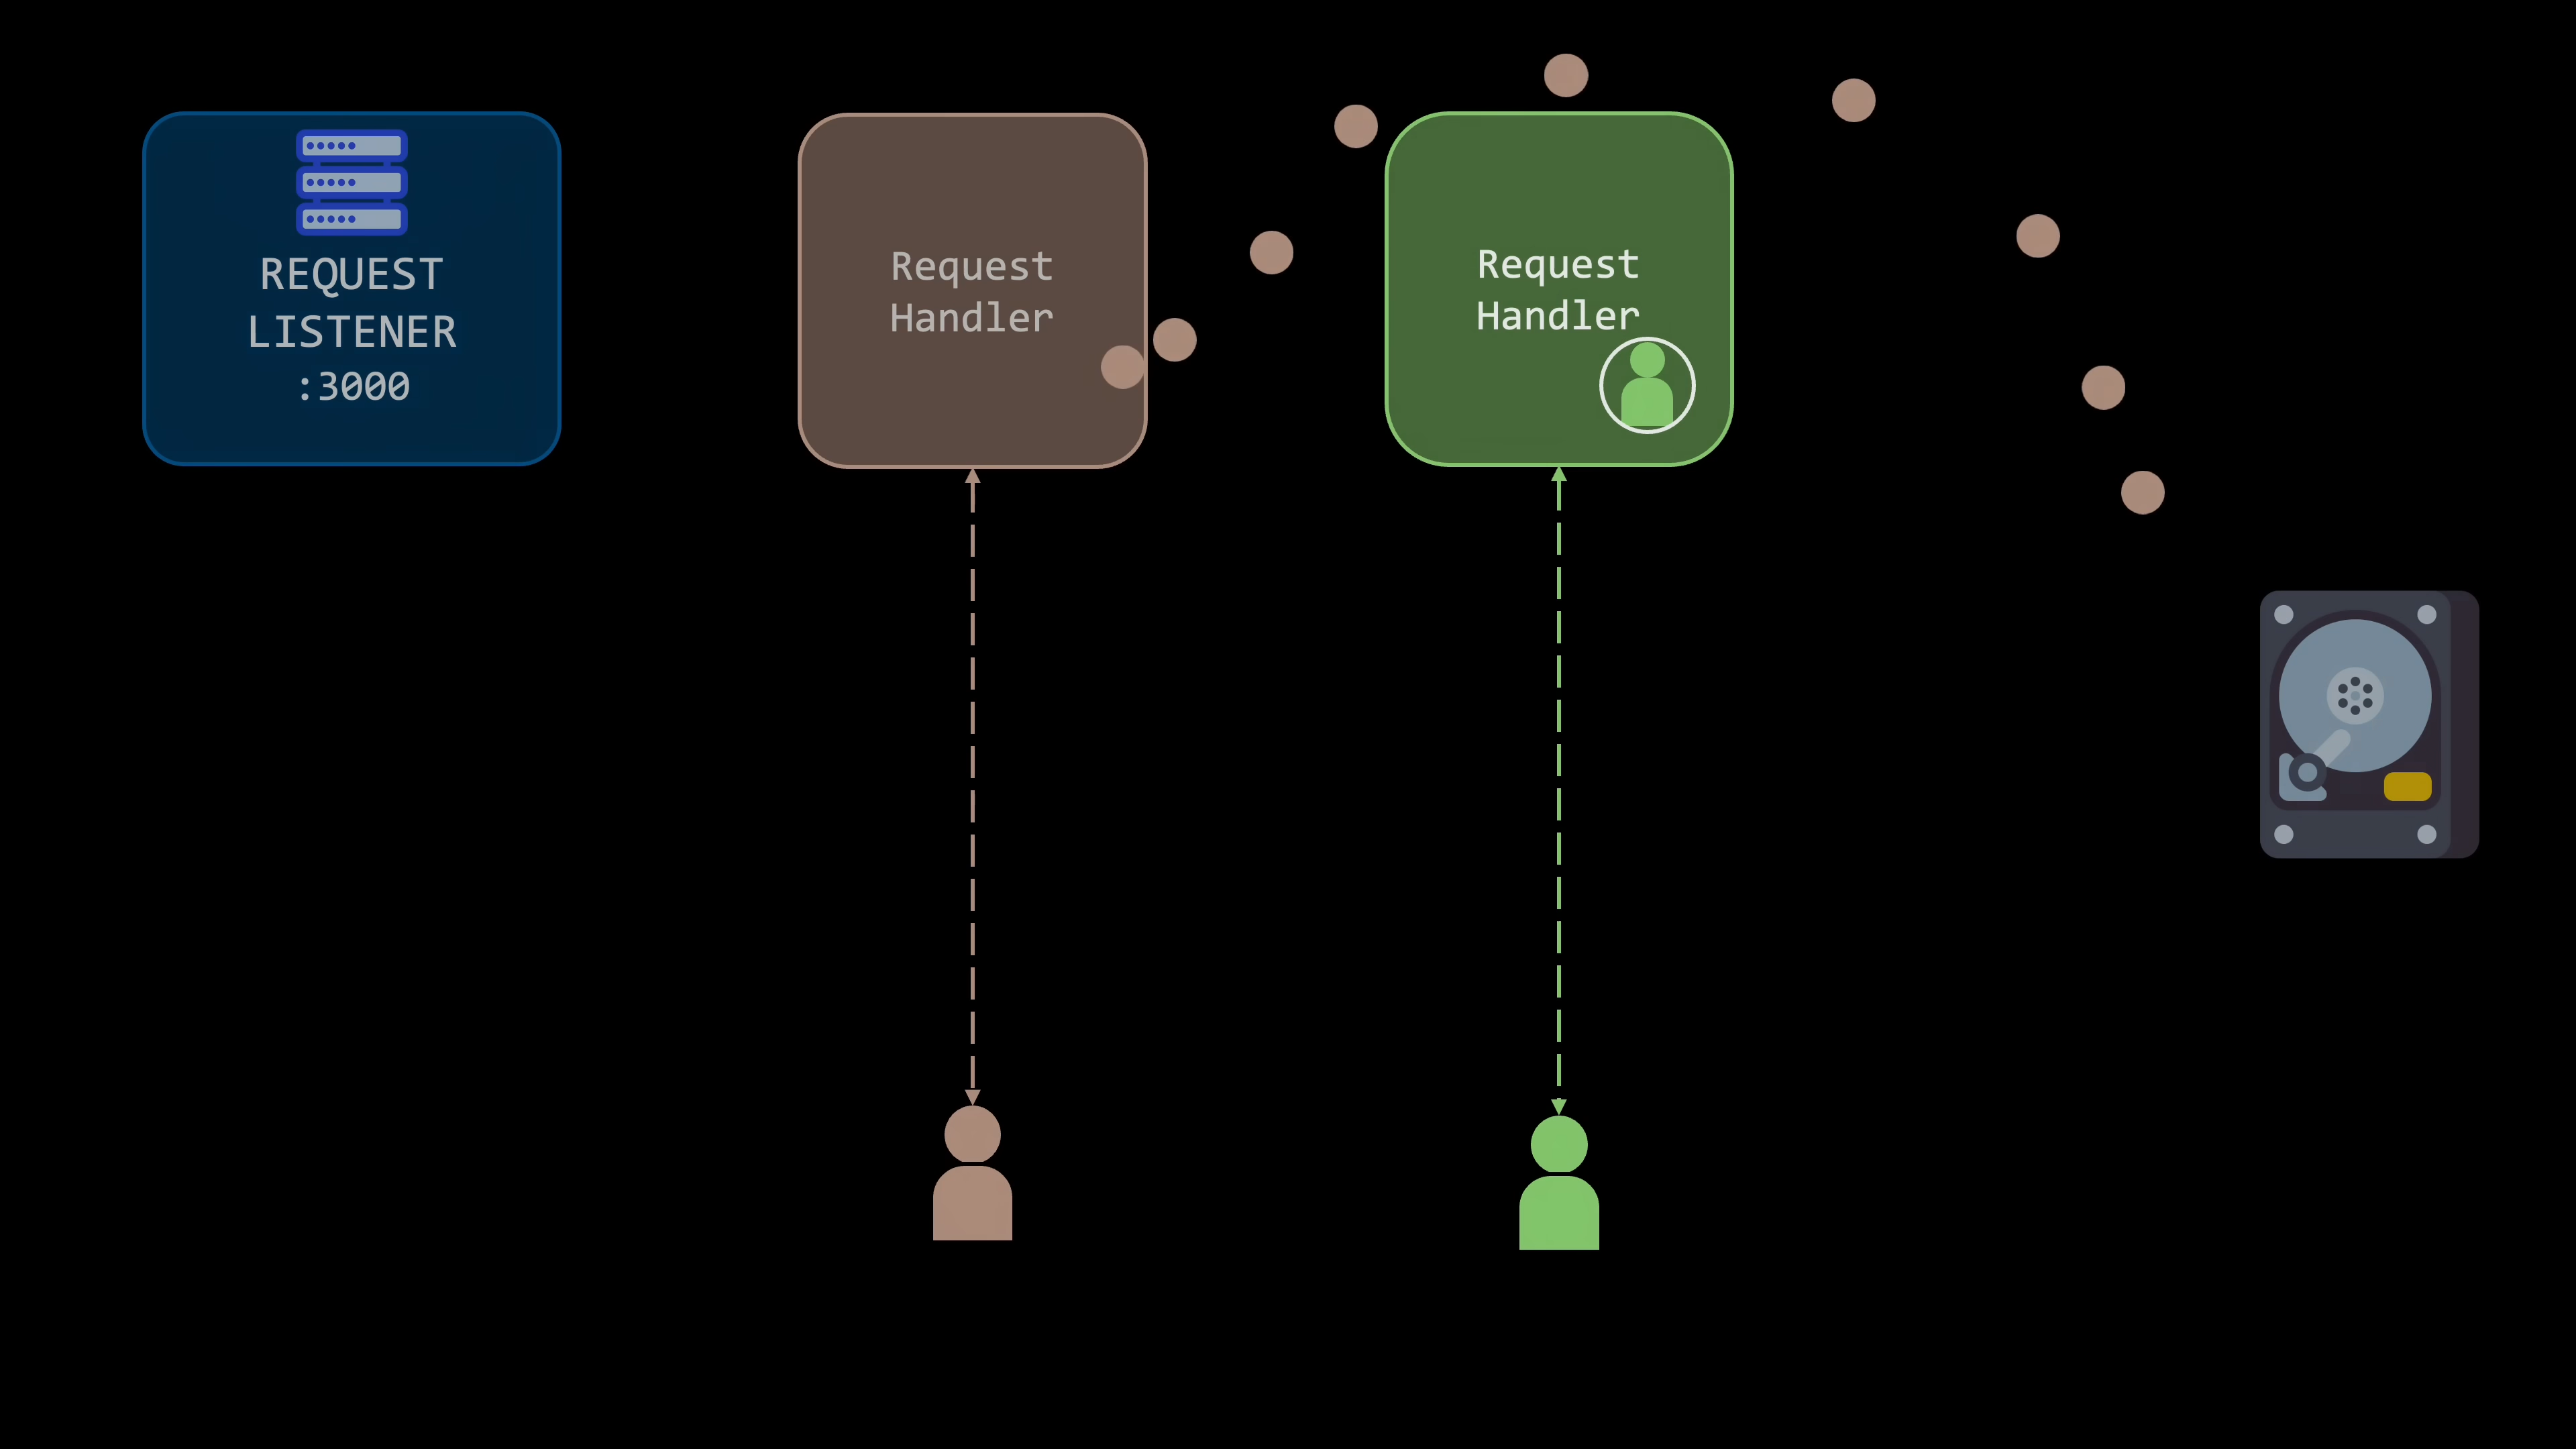 REQUEST
LISTENER
:3000
Request
Handler
Request
Handler